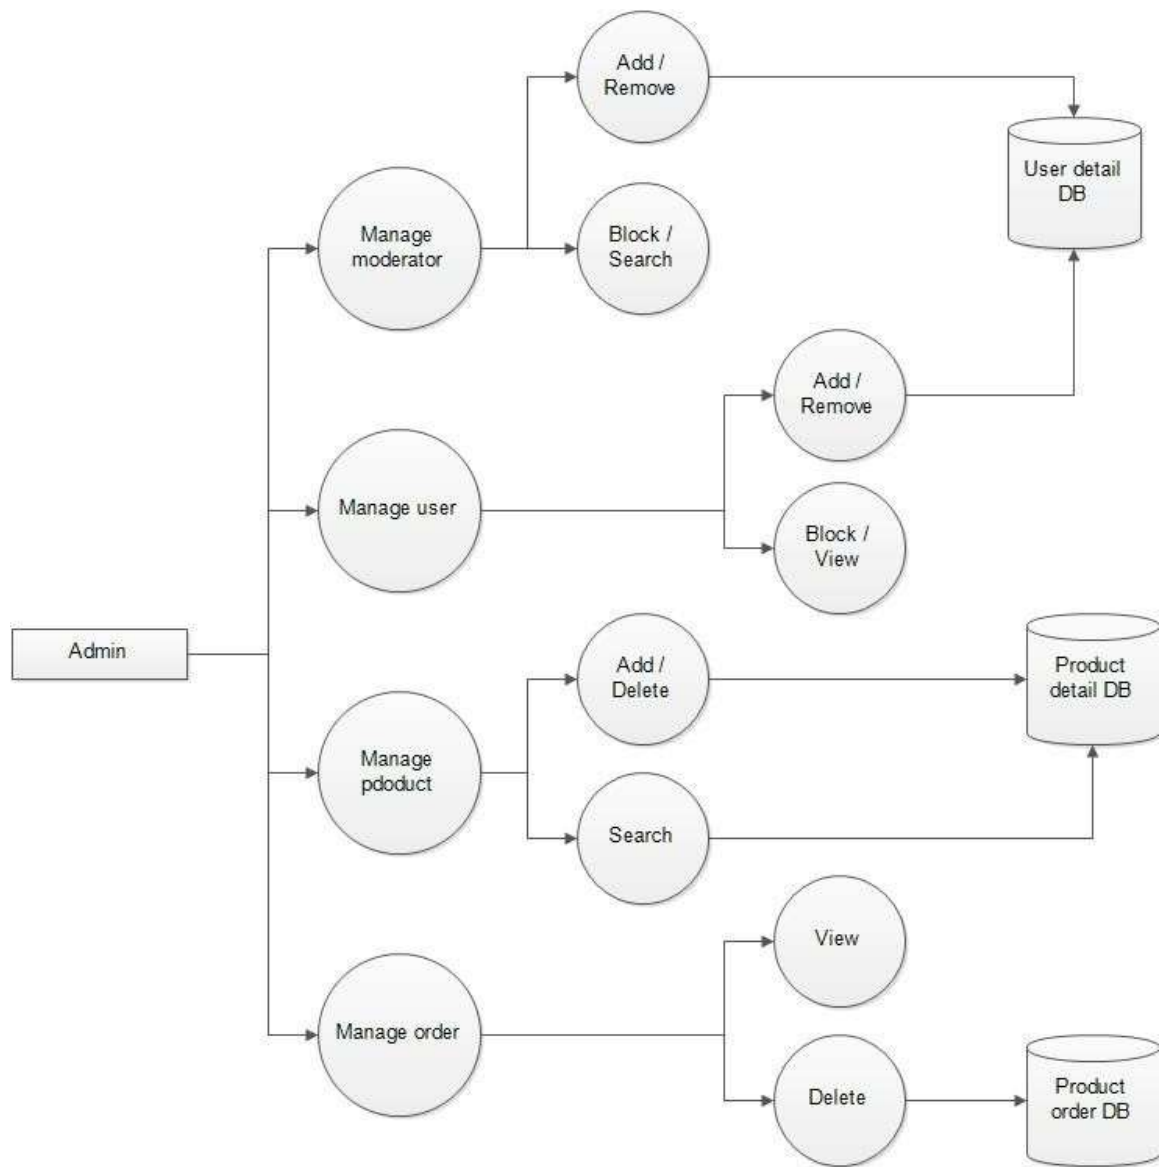 Add /
Remove
User detail
DB
Manage
moderator
Block /
Search
Add /
Remove
Manage user
Block /
View
Admin
Add /
Delete
Product
detail DB
Manage
pdoduct
Search
View
Manage order
Delete
Product
order DB